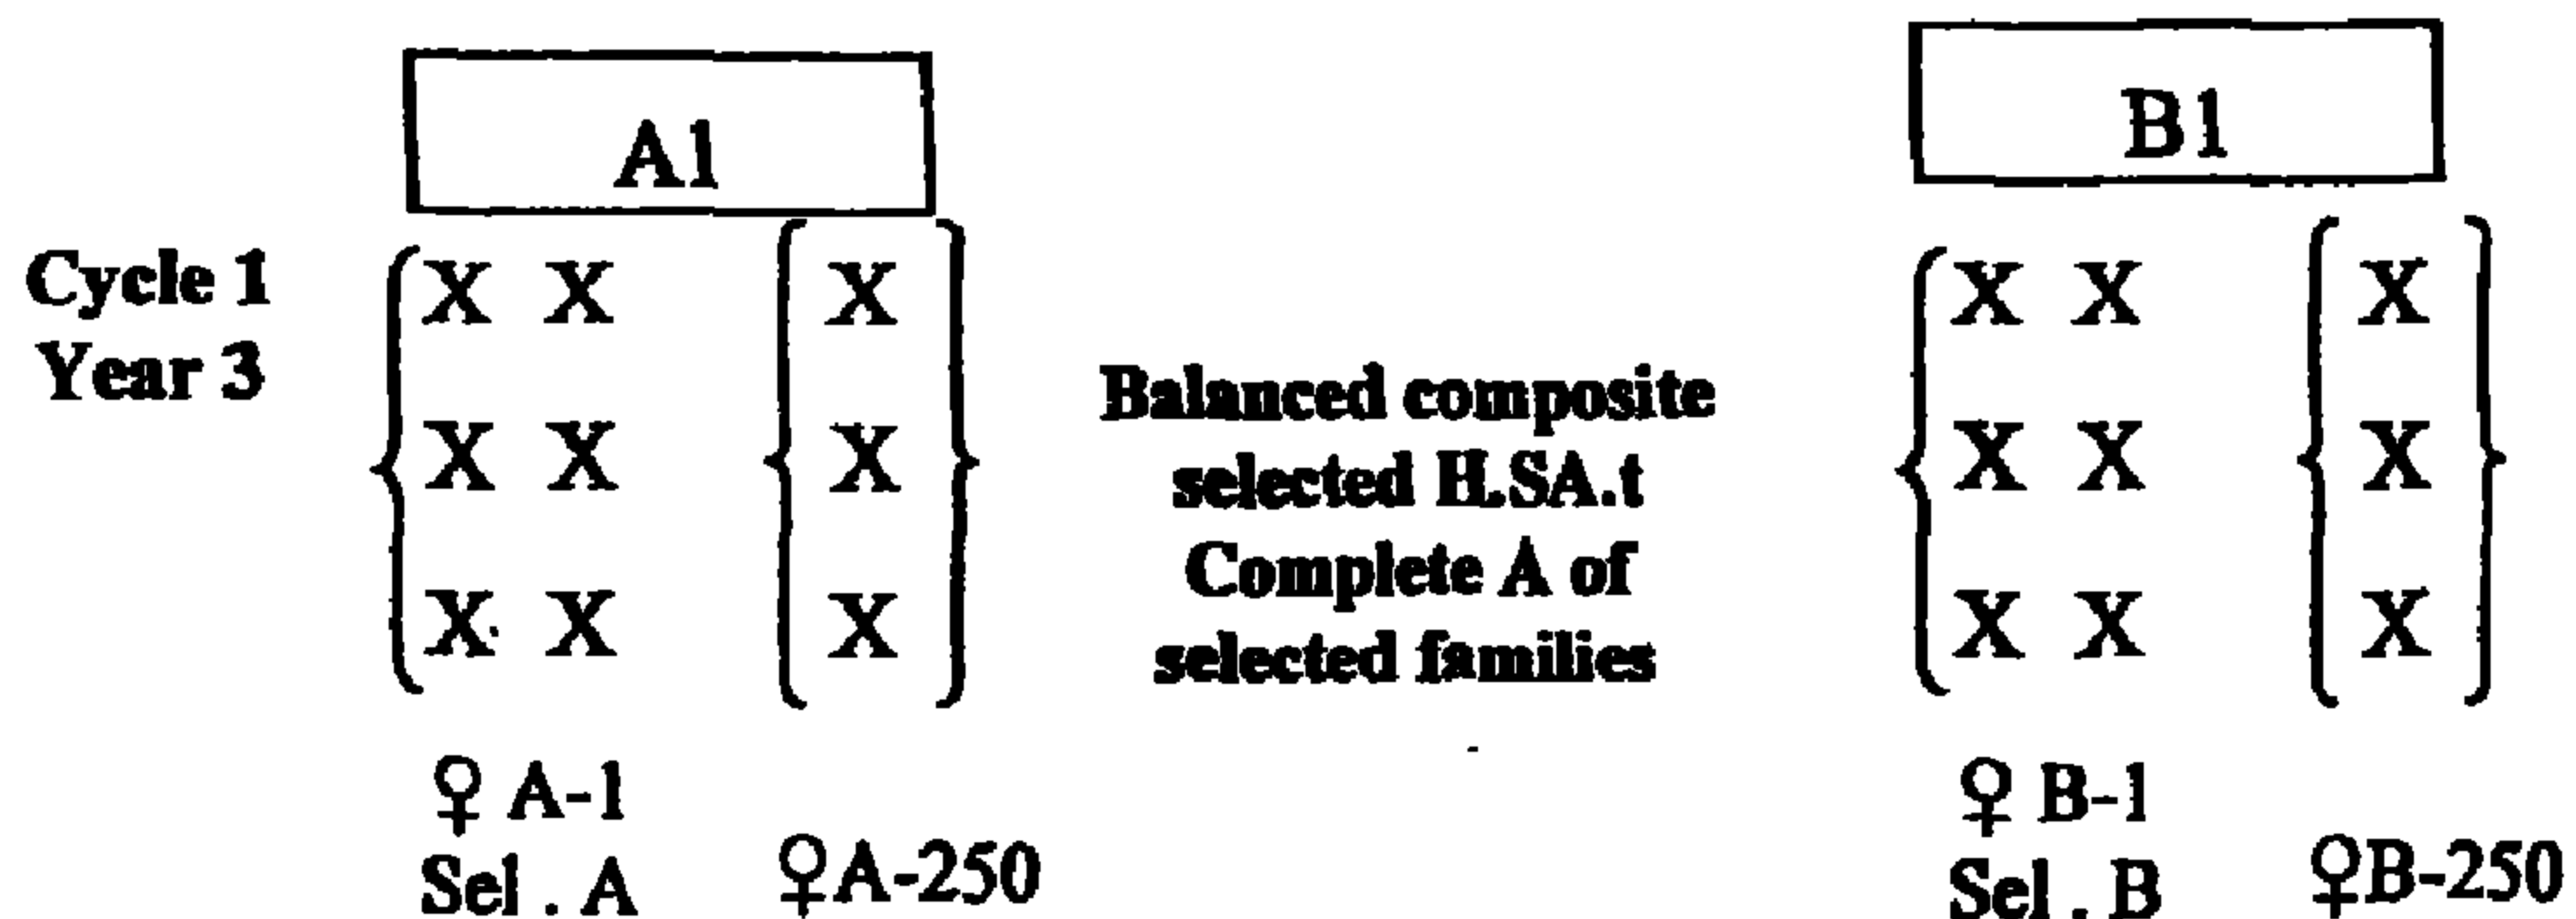 A1
B1
Cycle 1
Year 3
X X X
X X X
X X X
Balanced composite
selected H.SA.t
Complete A of
selected families
X X X
X X X
X X X
♀ A-1
Sel . A
♀A-250
♀ B-1
Sel . B
♀B-250